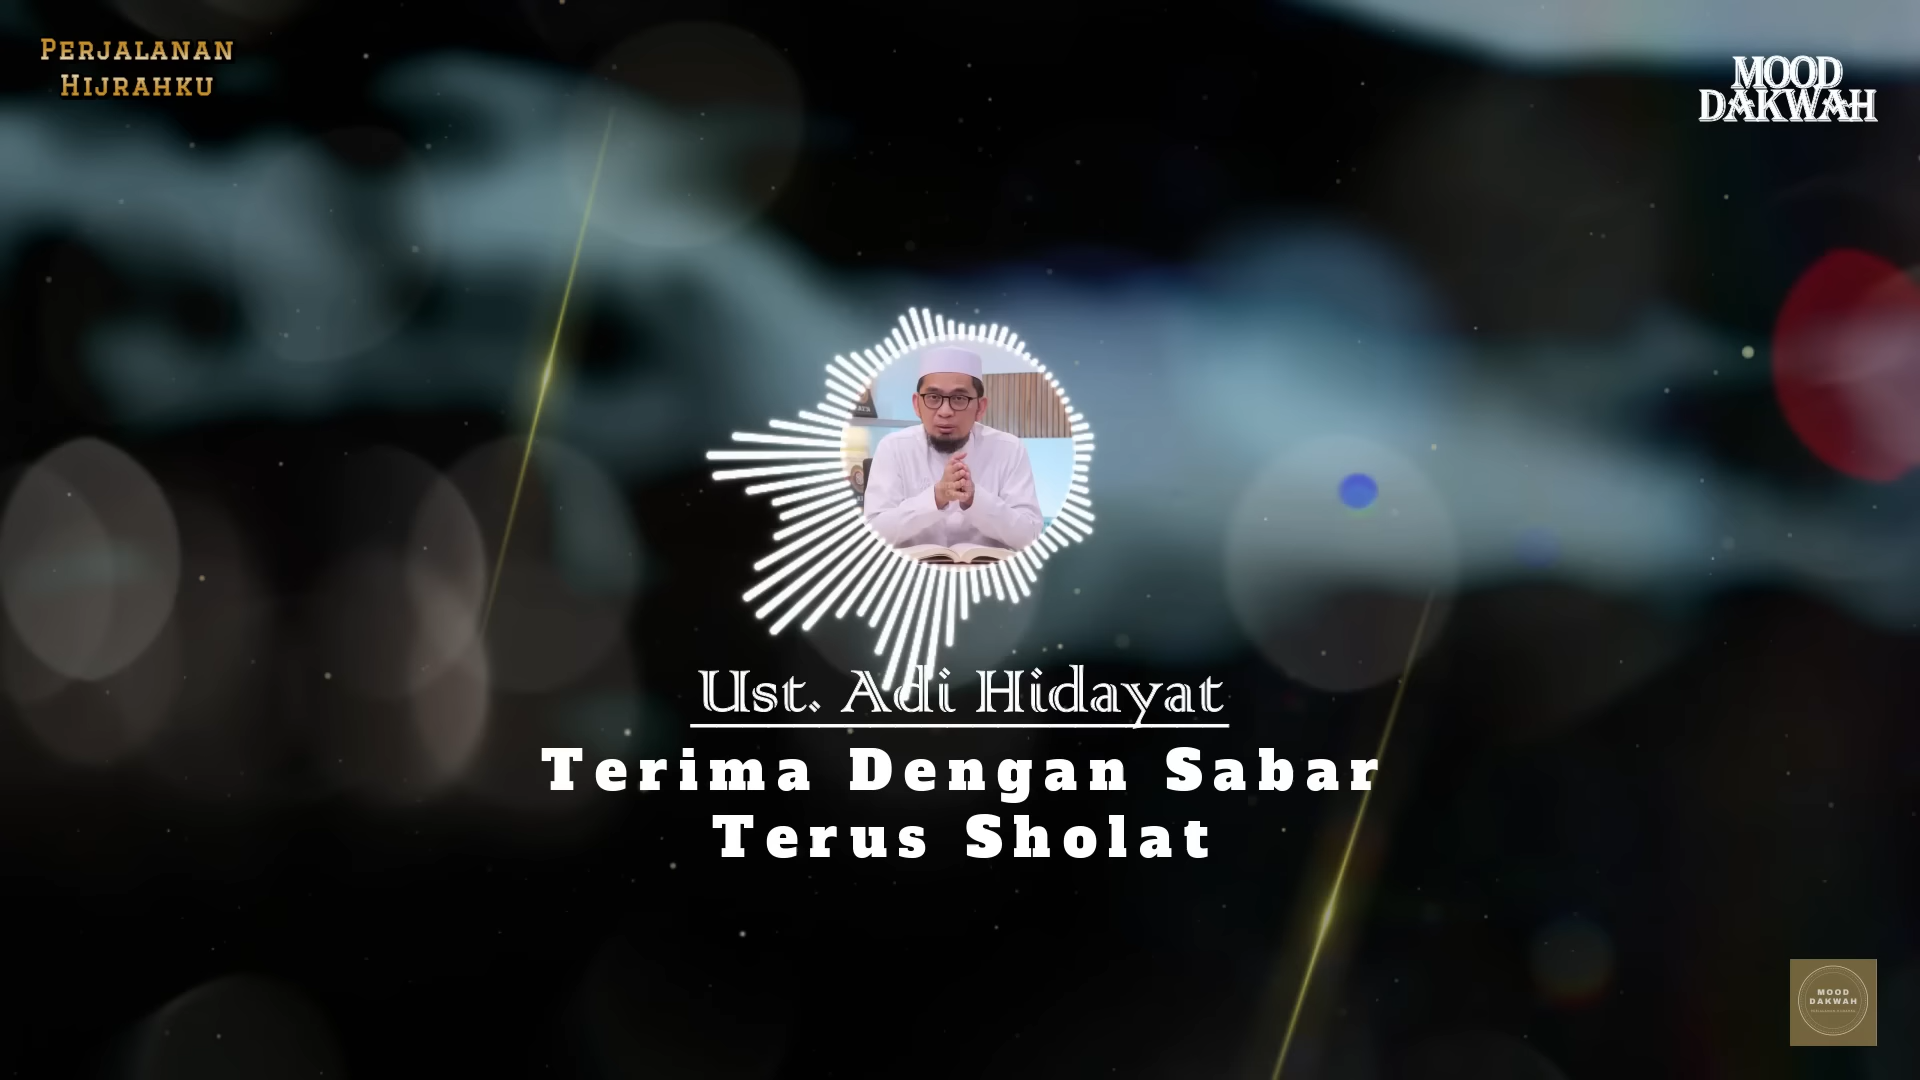 Perjalanan
Hijrahku
MOOD
DAKWAH
Ust. Adi Hidayat
Terima Dengan Sabar
Terus Sholat
MOOD
DAKWAH